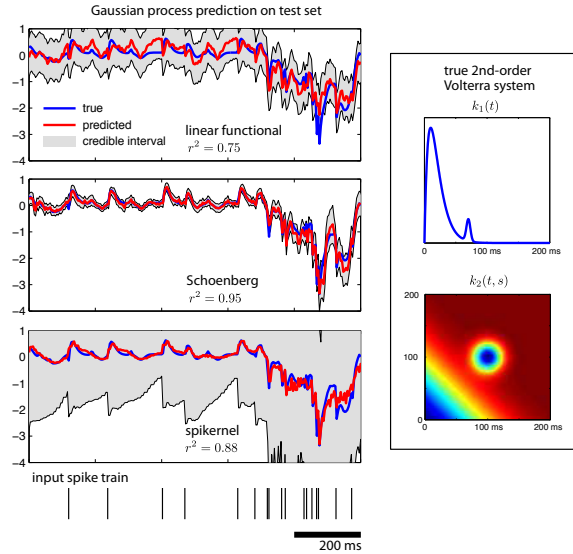 Gaussian process prediction on test set
1
0
−1
−2
−3
−4
true
predicted
credible interval
linear functional
r² = 0.75
1
0
−1
−2
−3
−4
Schoenberg
r² = 0.95
1
0
−1
−2
−3
−4
spikernel
r² = 0.88
input spike train
200 ms
true 2nd-order
Volterra system
k₁(t)
0 100 ms 200 ms
k₂(t, s)
200
100
0
0 100 ms 200 ms